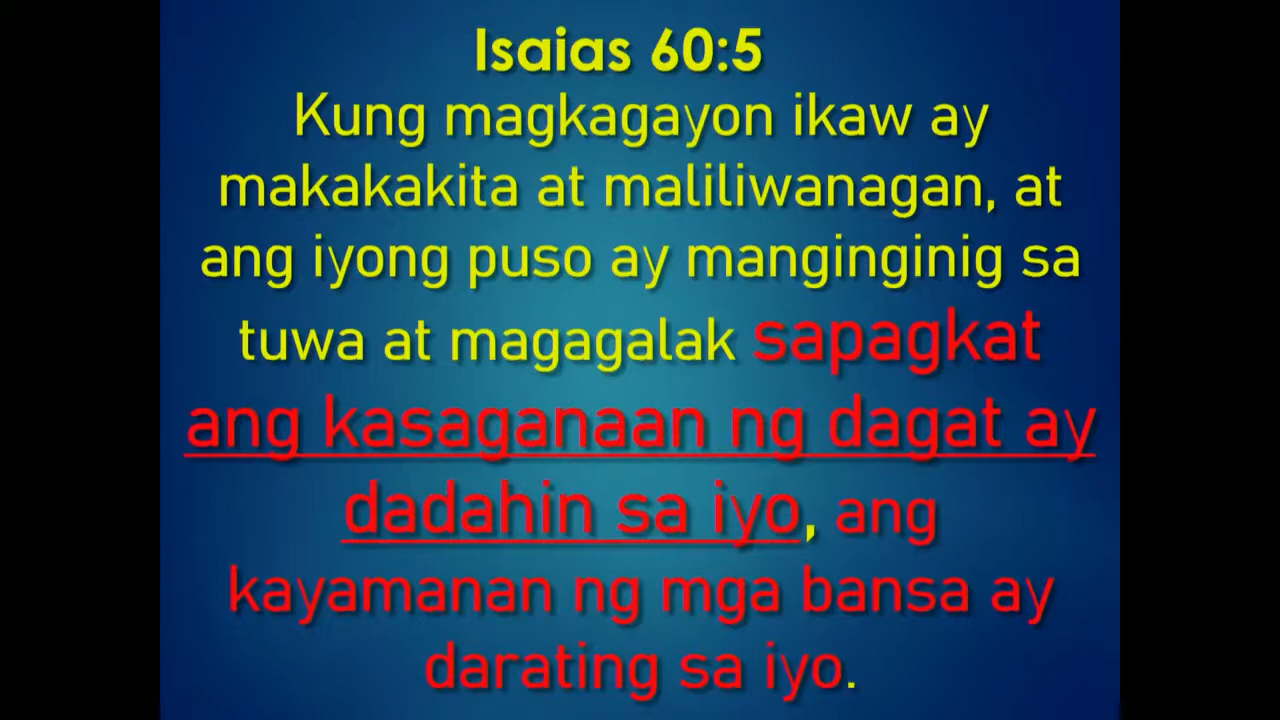 Isaias 60:5
Kung magkagayon ikaw ay
makakakita at maliliwanagan, at
ang iyong puso ay manginginig sa
tuwa at magagalak sapagkat
ang kasaganaan ng dagat ay
dadahin sa iyo, ang
kayamanan ng mga bansa ay
darating sa iyo.